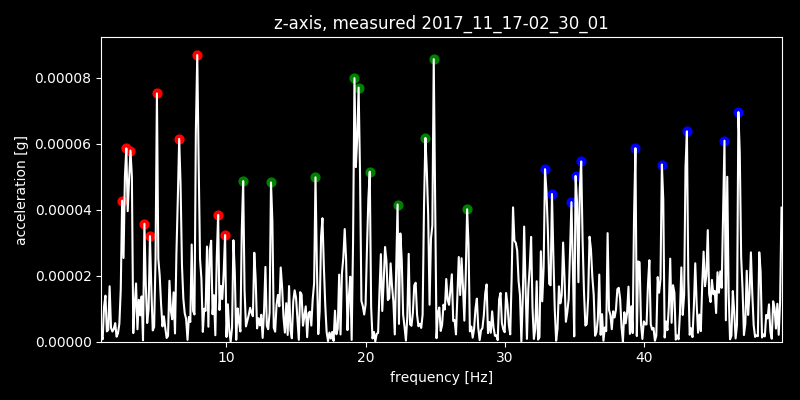 z-axis, measured 2017_11_17-02_30_01
0.00008
0.00006
0.00004
0.00002
0.00000
acceleration [g]
10 20 30 40
frequency [Hz]